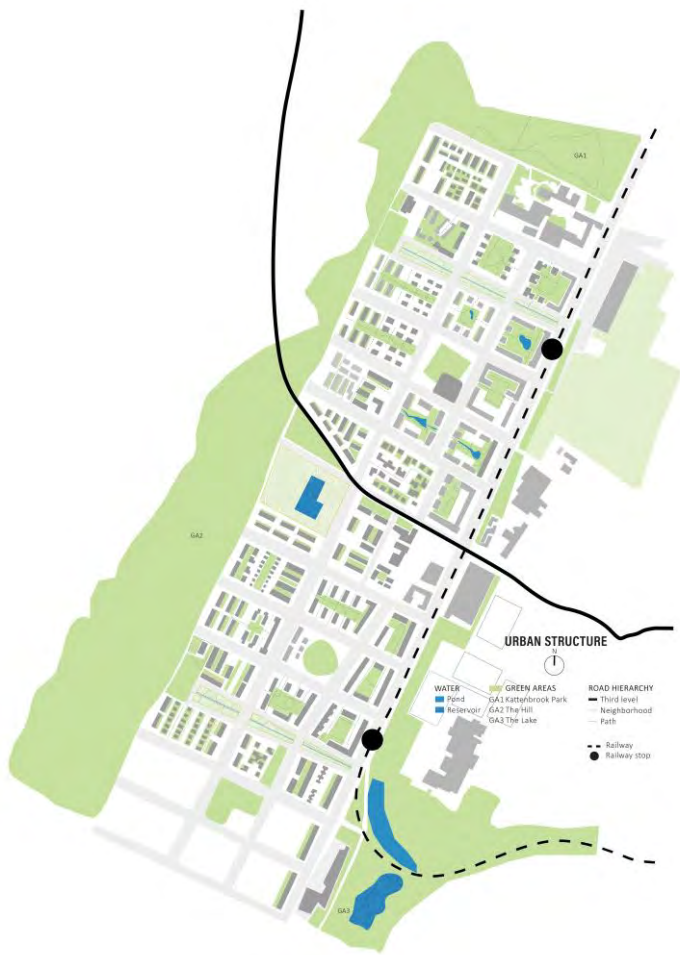 GA1
GA2
URBAN STRUCTURE
N
WATER
Pond
Reservoir
GREEN AREAS
GA1 Kattenbrook Park
GA2 The Hill
GA3 The Lake
ROAD HIERARCHY
Third level
Neighborhood
Path
Railway
Railway stop
GA3